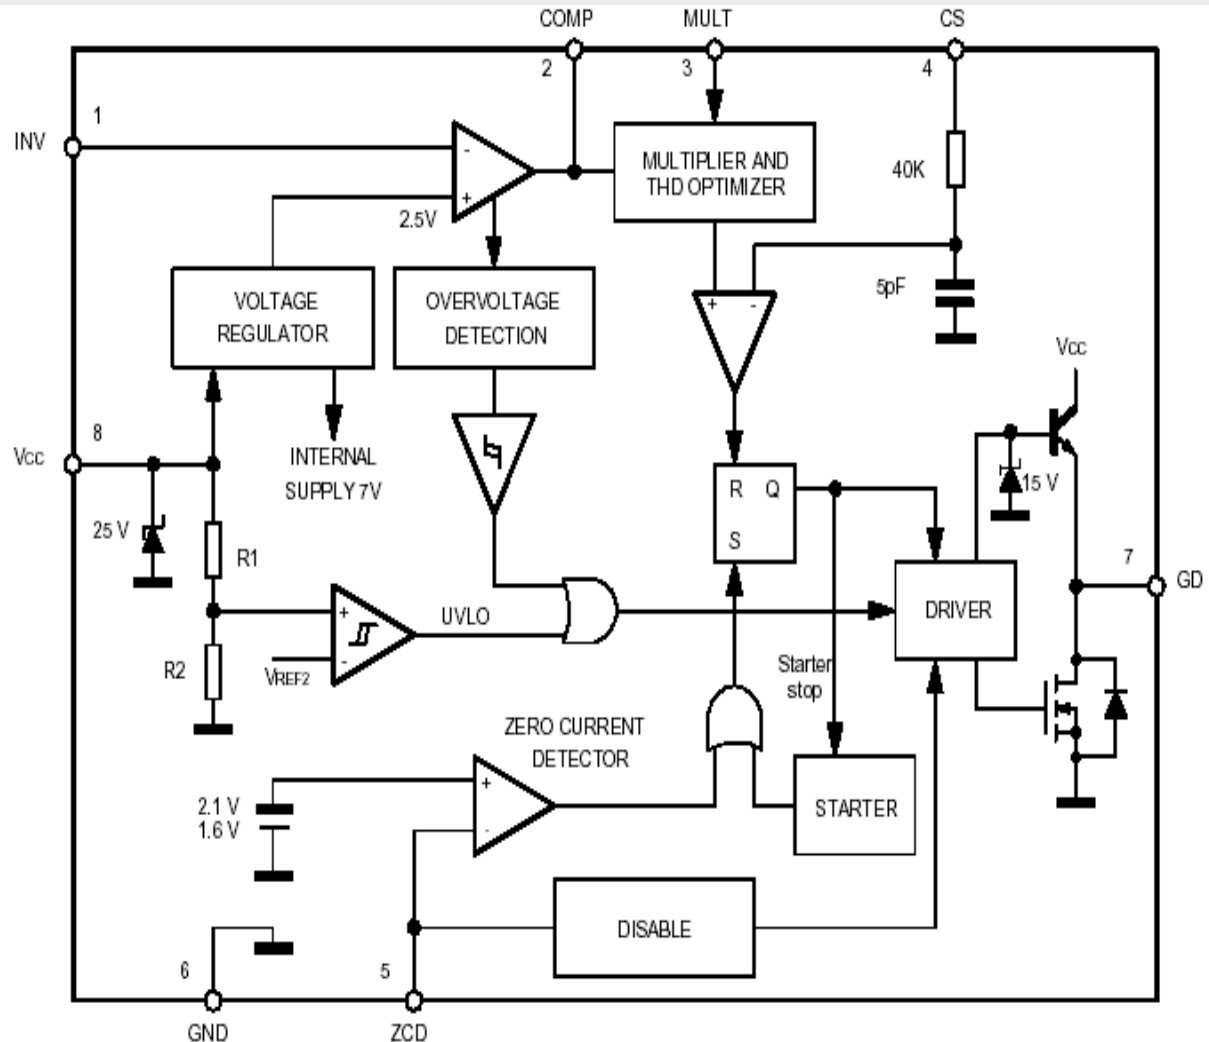 COMP
MULT
CS
2
3
4
1
INV
-
+
2.5V
MULTIPLIER AND
THD OPTIMIZER
40K
5pF
VOLTAGE
REGULATOR
OVERVOLTAGE
DETECTION
+
-
Vcc
8
Vcc
INTERNAL
SUPPLY 7V
R Q
S
15 V
25 V
R1
7
GD
+
-
UVLO
DRIVER
R2
VREF2
Starter
stop
ZERO CURRENT
DETECTOR
+
-
2.1 V
1.6 V
STARTER
DISABLE
6
5
GND
ZCD